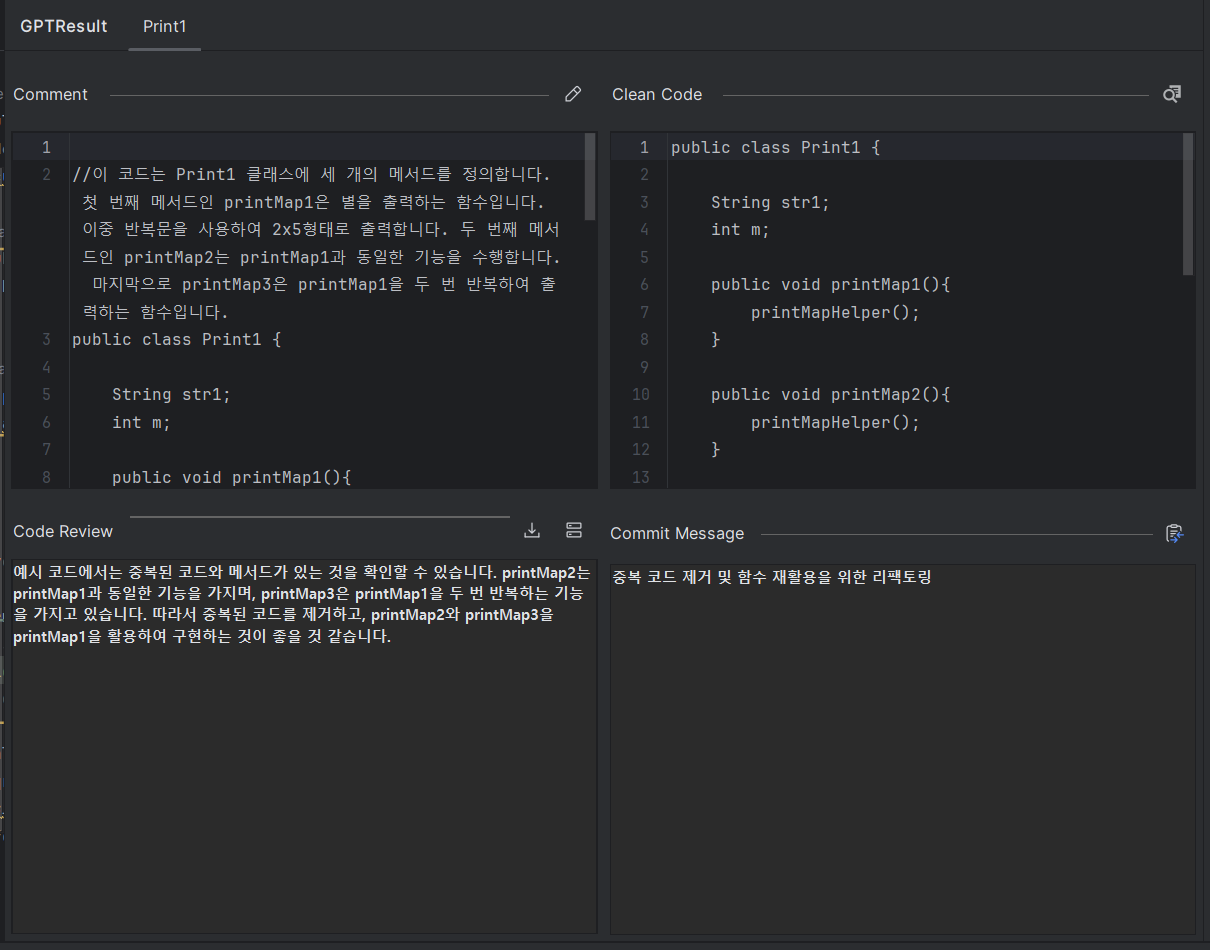 GPTResult Print1
Comment
1
2 //이 코드는 Print1 클래스에 세 개의 메서드를 정의합니다.
첫 번째 메서드인 printMap1은 별을 출력하는 함수입니다.
이중 반복문을 사용하여 2x5형태로 출력합니다. 두 번째 메서
드인 printMap2는 printMap1과 동일한 기능을 수행합니다.
마지막으로 printMap3은 printMap1을 두 번 반복하여 출
력하는 함수입니다.
3 public class Print1 {
4
5 String str1;
6 int m;
7
8 public void printMap1(){
Clean Code
1 public class Print1 {
2
3 String str1;
4 int m;
5
6 public void printMap1(){
7 printMapHelper();
8 }
9
10 public void printMap2(){
11 printMapHelper();
12 }
13
Code Review
예시 코드에서는 중복된 코드와 메서드가 있는 것을 확인할 수 있습니다. printMap2는
printMap1과 동일한 기능을 가지며, printMap3은 printMap1을 두 번 반복하는 기능
을 가지고 있습니다. 따라서 중복된 코드를 제거하고, printMap2와 printMap3을
printMap1을 활용하여 구현하는 것이 좋을 것 같습니다.
Commit Message
중복 코드 제거 및 함수 재활용을 위한 리팩토링